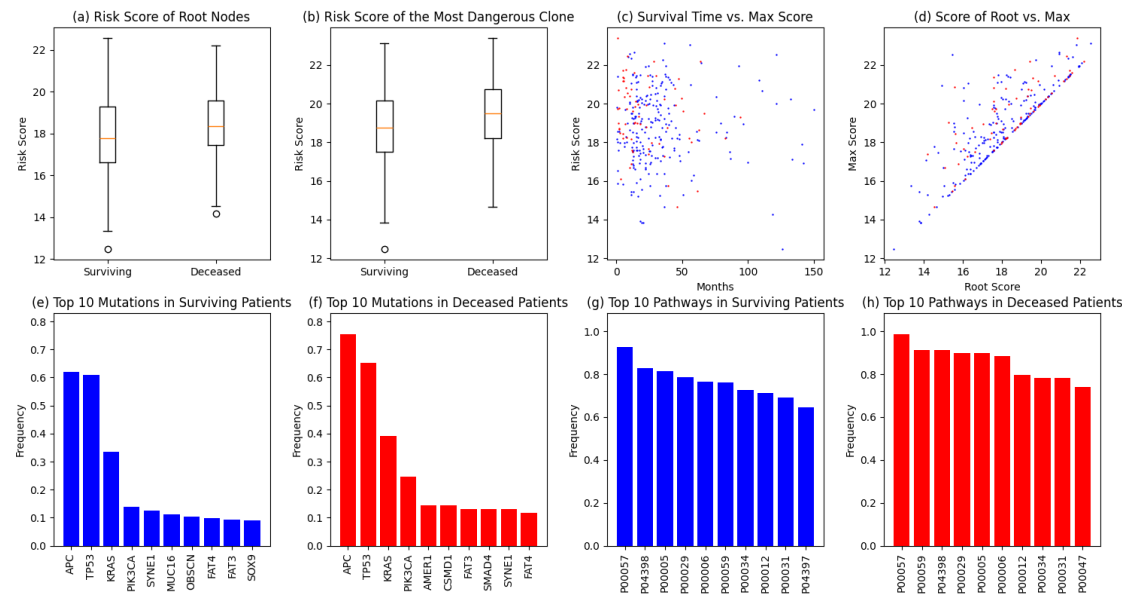 (a) Risk Score of Root Nodes
Risk Score
22
20
18
16
14
12
Surviving
Deceased
(b) Risk Score of the Most Dangerous Clone
Risk Score
24
22
20
18
16
14
12
Surviving
Deceased
(c) Survival Time vs. Max Score
Risk Score
22
20
18
16
14
12
0
50
100
150
Months
(d) Score of Root vs. Max
Max Score
22
20
18
16
14
12
12
14
16
18
20
22
Root Score
(e) Top 10 Mutations in Surviving Patients
Frequency
0.8
0.7
0.6
0.5
0.4
0.3
0.2
0.1
0.0
APC
TP53
KRAS
PIK3CA
SYNE1
MUC16
OBSCN
FAT4
FAT3
SOX9
(f) Top 10 Mutations in Deceased Patients
Frequency
0.8
0.7
0.6
0.5
0.4
0.3
0.2
0.1
0.0
APC
TP53
KRAS
PIK3CA
AMER1
CSMD1
FAT3
SMAD4
SYNE1
FAT4
(g) Top 10 Pathways in Surviving Patients
Frequency
1.0
0.8
0.6
0.4
0.2
0.0
P00057
P04398
P00005
P00029
P00006
P00059
P00034
P00012
P00031
P04397
(h) Top 10 Pathways in Deceased Patients
Frequency
1.0
0.8
0.6
0.4
0.2
0.0
P00057
P00059
P04398
P00029
P00005
P00006
P00012
P00034
P00031
P00047